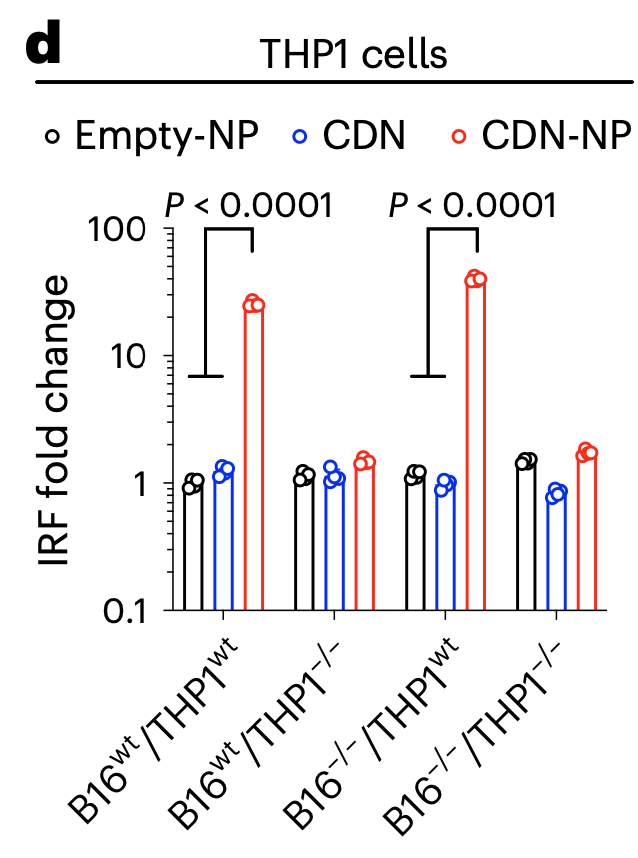 d
THP1 cells
Empty-NP CDN CDN-NP
P < 0.0001 P < 0.0001
100
10
1
0.1
IRF fold change
B16wt/THP1wt
B16wt/THP1−/−
B16−/−/THP1wt
B16−/−/THP1−/−